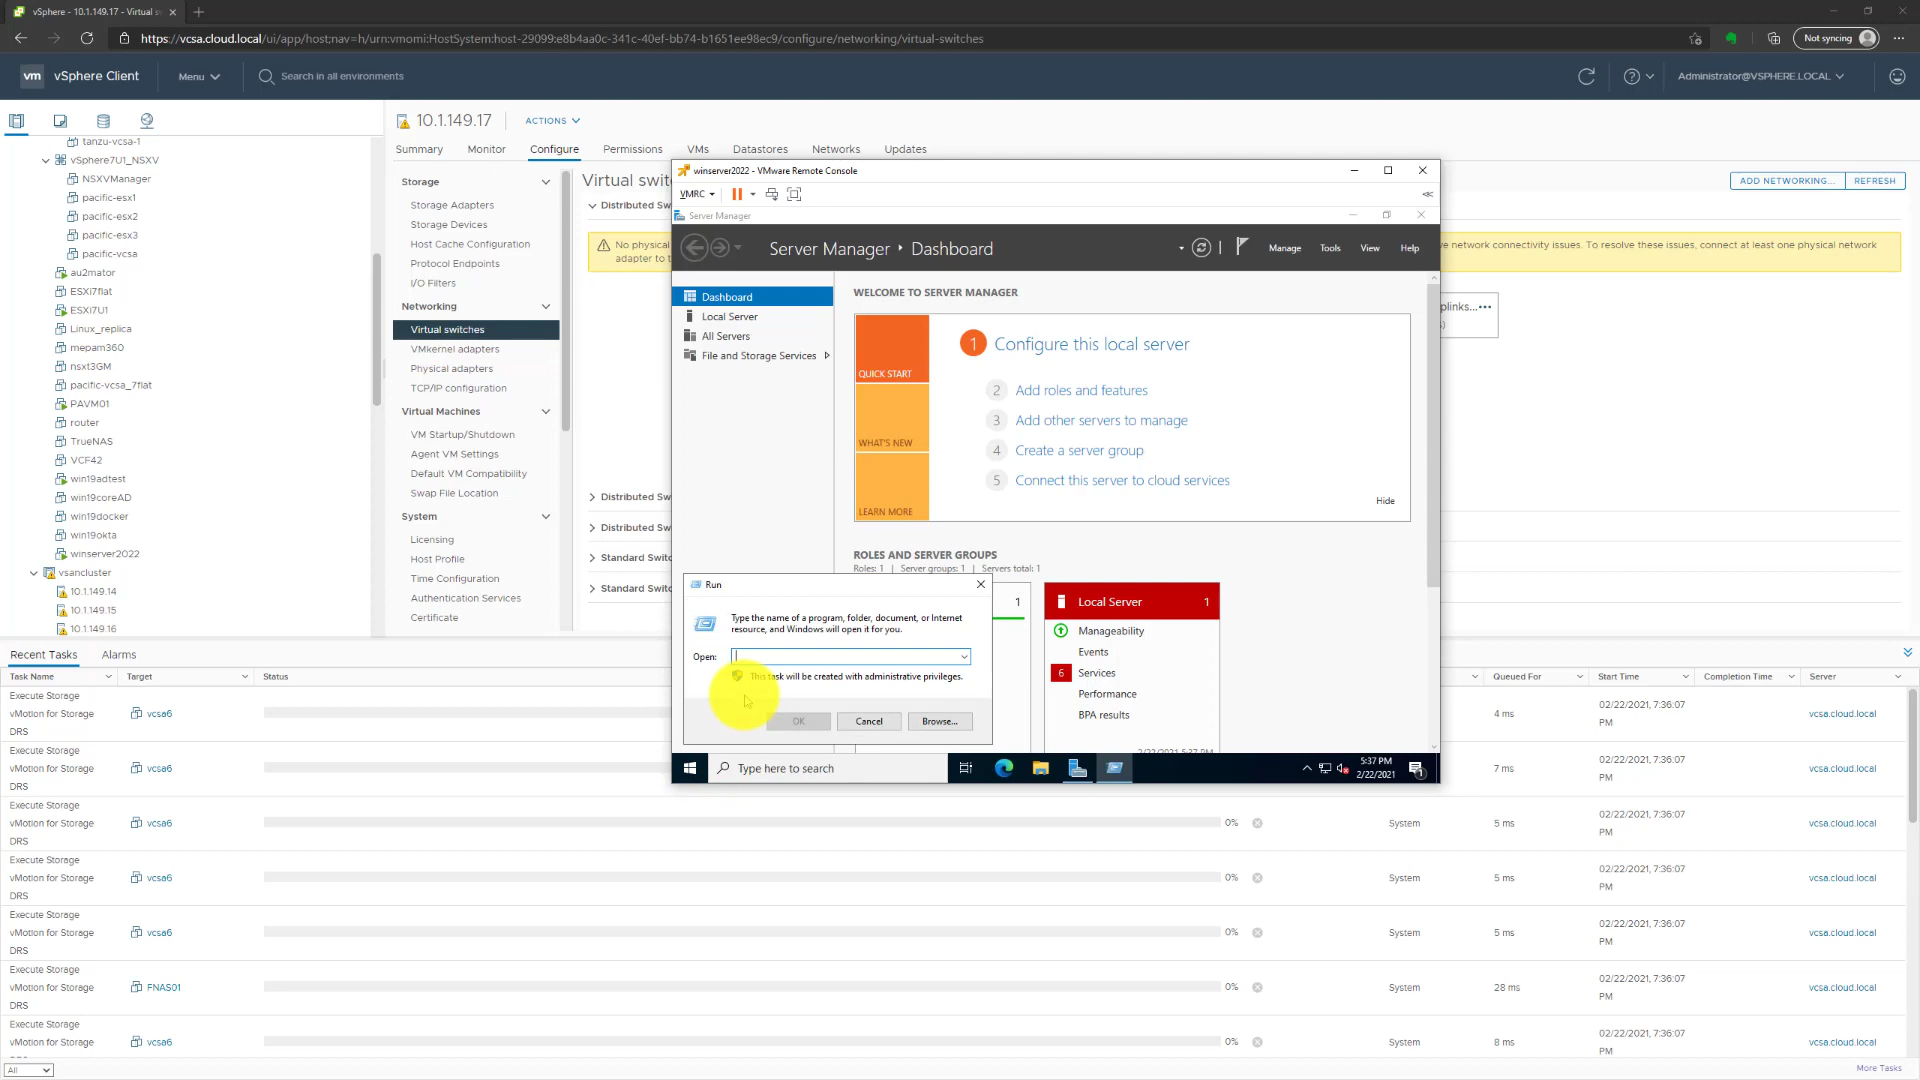 vSphere - 10.1.149.17 - Virtual s
https://vcsa.cloud.local/ui/app/host;nav=h/urn:vmomi:HostSystem:host-29099:e8b4aa0c-341c-40ef-bb74-b1651ee98ec9/configure/networking/virtual-switches
Not syncing
vm vSphere Client
Menu
Search in all environments
Administrator@VSPHERE.LOCAL
10.1.149.17
ACTIONS
Summary Monitor Configure Permissions VMs Datastores Networks Updates
tanzu-vcsa-1
vSphere7U1_NSXV
NSXVManager
pacific-esx1
pacific-esx2
pacific-esx3
pacific-vcsa
au2mator
ESXi7flat
ESXi7U1
Linux_replica
mepam360
nsxt3GM
pacific-vcsa_7flat
PAVM01
router
TrueNAS
VCF42
win19adtest
win19coreAD
win19docker
win19okta
winserver2022
vsancluster
10.1.149.14
10.1.149.15
10.1.149.16
Storage
Storage Adapters
Storage Devices
Host Cache Configuration
Protocol Endpoints
I/O Filters
Networking
Virtual switches
VMkernel adapters
Physical adapters
TCP/IP configuration
Virtual Machines
VM Startup/Shutdown
Agent VM Settings
Default VM Compatibility
Swap File Location
System
Licensing
Host Profile
Time Configuration
Authentication Services
Certificate
Virtual swit
ADD NETWORKING... REFRESH
Distributed Sw
No physical
adapter to t
e network connectivity issues. To resolve these issues, connect at least one physical network
plinks... 
Distributed Sw
Distributed Sw
Standard Switc
Standard Switc
winserver2022 - VMware Remote Console
VMRC
Server Manager
Server Manager Dashboard
Manage Tools View Help
Dashboard
Local Server
All Servers
File and Storage Services
WELCOME TO SERVER MANAGER
QUICK START
WHAT'S NEW
LEARN MORE
1 Configure this local server
2 Add roles and features
3 Add other servers to manage
4 Create a server group
5 Connect this server to cloud services
Hide
ROLES AND SERVER GROUPS
Roles: 1 | Server groups: 1 | Servers total: 1
1
Local Server 1
Manageability
Events
6 Services
Performance
BPA results
2/22/2021 5:37 PM
Run
Type the name of a program, folder, document, or Internet
resource, and Windows will open it for you.
Open:
This task will be created with administrative privileges.
OK Cancel Browse...
Type here to search
5:37 PM
2/22/2021
1
Recent Tasks Alarms
Task Name Target Status Queued For Start Time Completion Time Server
Execute Storage
vMotion for Storage
DRS
vcsa6
4 ms
02/22/2021, 7:36:07
PM
vcsa.cloud.local
Execute Storage
vMotion for Storage
DRS
vcsa6
7 ms
02/22/2021, 7:36:07
PM
vcsa.cloud.local
Execute Storage
vMotion for Storage
DRS
vcsa6
0%
System
5 ms
02/22/2021, 7:36:07
PM
vcsa.cloud.local
Execute Storage
vMotion for Storage
DRS
vcsa6
0%
System
5 ms
02/22/2021, 7:36:07
PM
vcsa.cloud.local
Execute Storage
vMotion for Storage
DRS
vcsa6
0%
System
5 ms
02/22/2021, 7:36:07
PM
vcsa.cloud.local
Execute Storage
vMotion for Storage
DRS
FNAS01
0%
System
28 ms
02/22/2021, 7:36:07
PM
vcsa.cloud.local
Execute Storage
vMotion for Storage
vcsa6
0%
System
8 ms
02/22/2021, 7:36:07
PM
vcsa.cloud.local
All
More Tasks